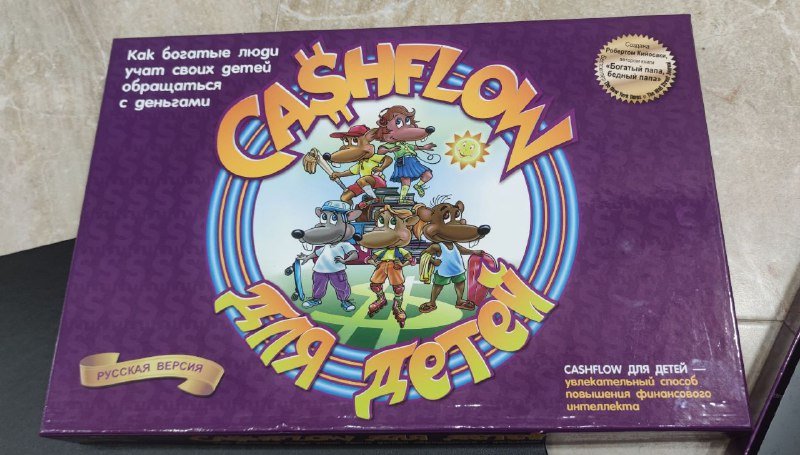 Как богатые люди
учат своих детей
обращаться
с деньгами
CA$HFLOW
для детей
Создана
Робертом Кийосаки,
автором книги
«Богатый папа,
бедный папа»
РУССКАЯ ВЕРСИЯ
CASHFLOW ДЛЯ ДЕТЕЙ —
увлекательный способ
повышения финансового
интеллекта